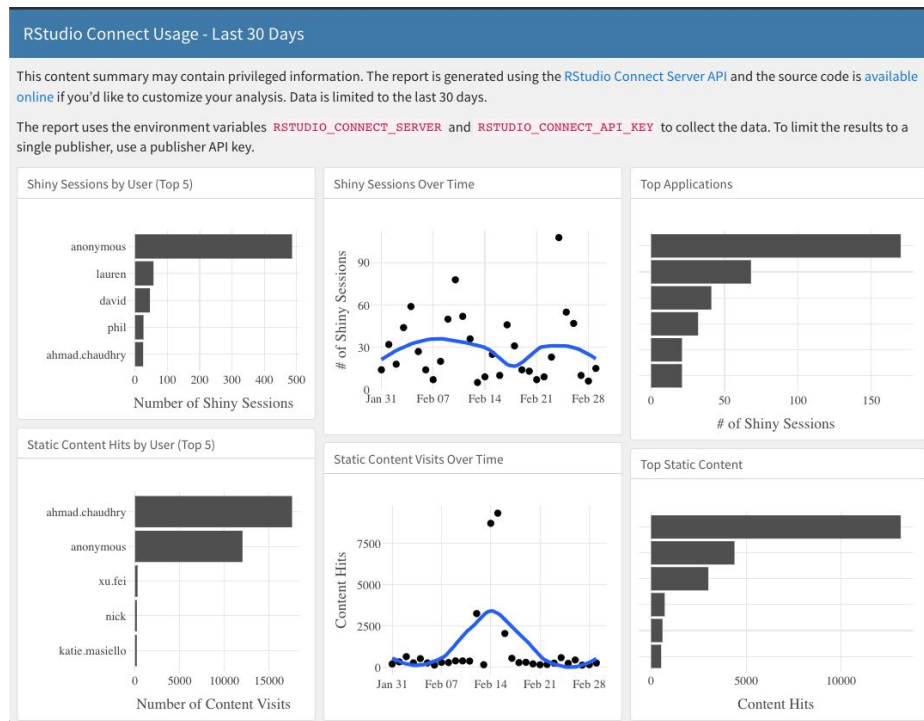 RStudio Connect Usage - Last 30 Days
This content summary may contain privileged information. The report is generated using the RStudio Connect Server API and the source code is available
online if you'd like to customize your analysis. Data is limited to the last 30 days.
The report uses the environment variables RSTUDIO_CONNECT_SERVER and RSTUDIO_CONNECT_API_KEY to collect the data. To limit the results to a
single publisher, use a publisher API key.
Shiny Sessions by User (Top 5)
anonymous
lauren
david
phil
ahmad.chaudhry
0 100 200 300 400 500
Number of Shiny Sessions
Shiny Sessions Over Time
# of Shiny Sessions
90
60
30
0
Jan 31 Feb 07 Feb 14 Feb 21 Feb 28
Top Applications
0 50 100 150
# of Shiny Sessions
Static Content Hits by User (Top 5)
ahmad.chaudhry
anonymous
xu.fei
nick
katie.masiello
0 5000 10000 15000
Number of Content Visits
Static Content Visits Over Time
Content Hits
7500
5000
2500
0
Jan 31 Feb 07 Feb 14 Feb 21 Feb 28
Top Static Content
0 5000 10000
Content Hits